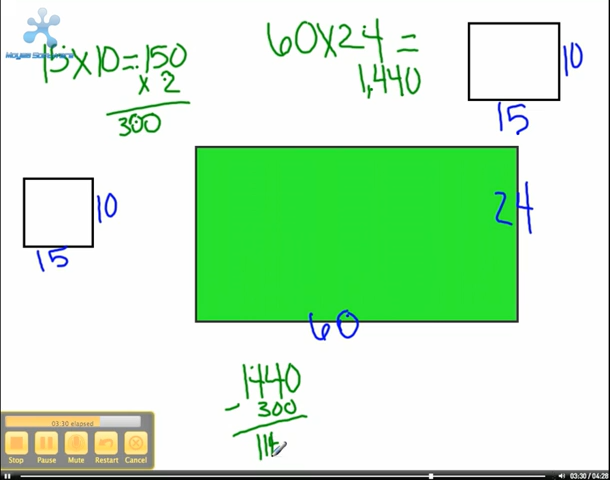 15x10=150
x 2
300
60x24=
1,440
10
15
10
15
24
60
1440
- 300
114
03:30 elapsed
Stop Pause Mute Restart Cancel
03:30 / 04:28